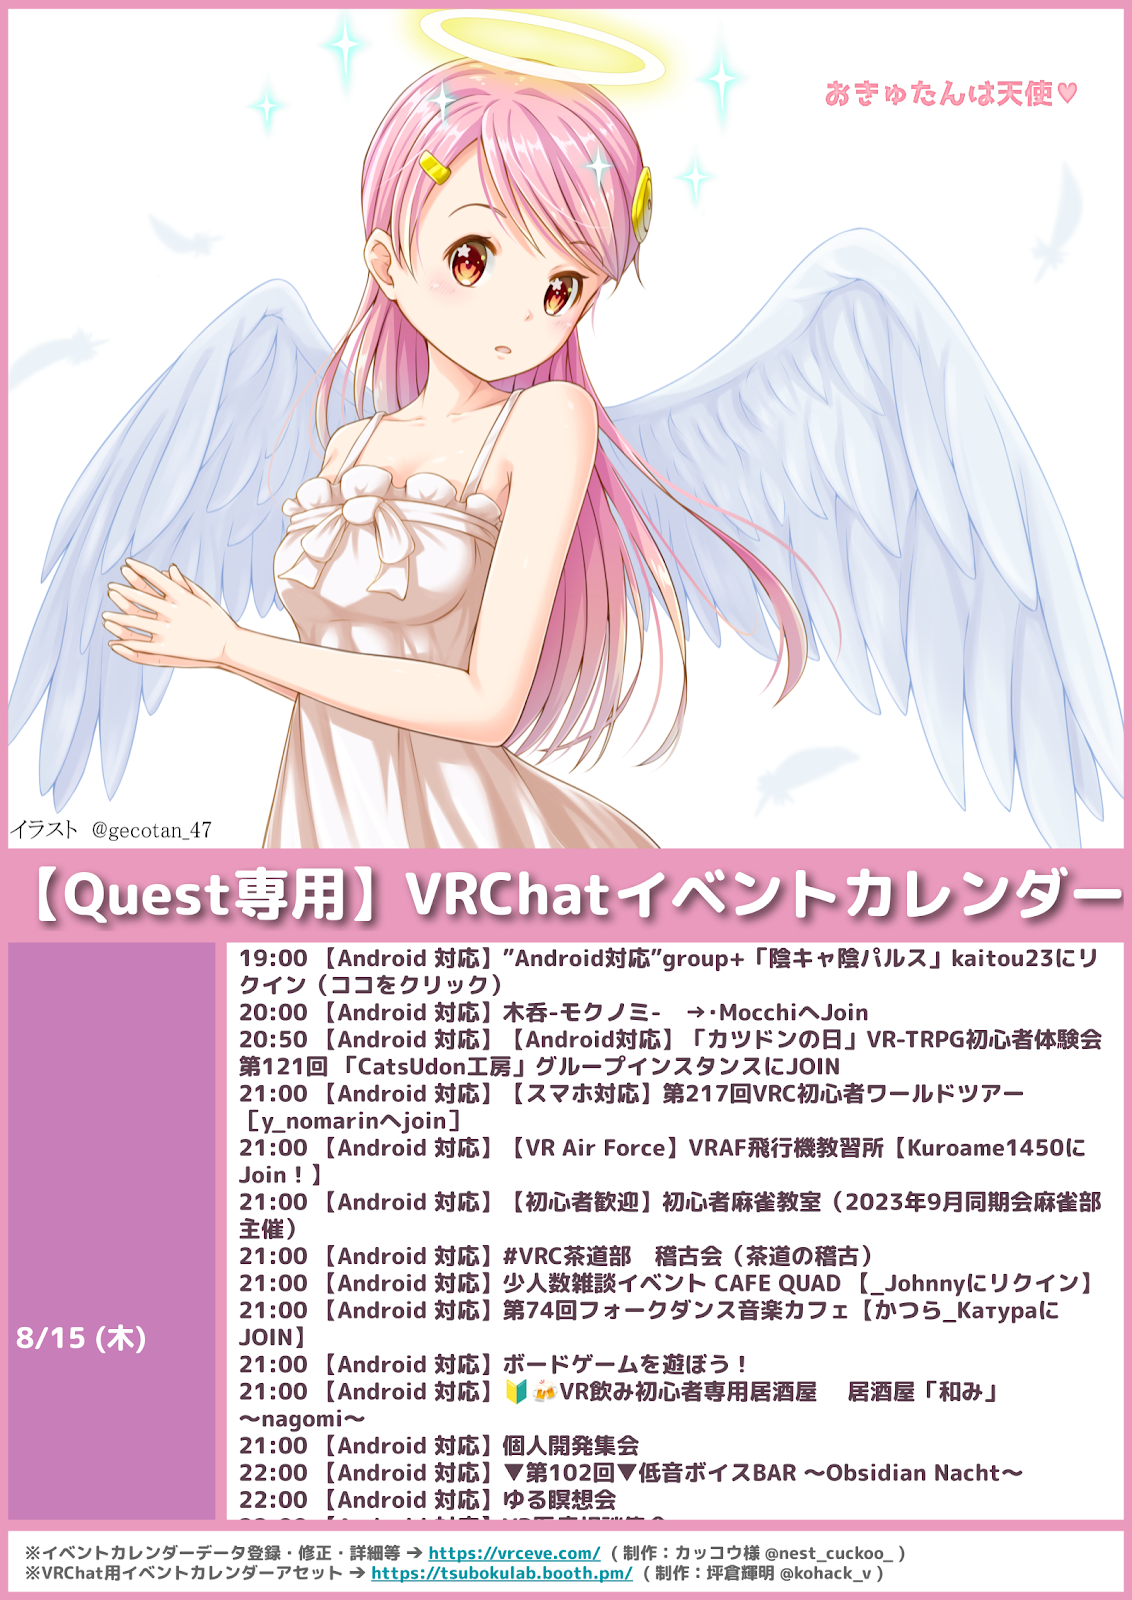 おきゅたんは天使♥
イラスト @gecotan_47
【Quest専用】VRChatイベントカレンダー
8/15 (木)
19:00 【Android 対応】”Android対応”group+「陰キャ陰パルス」kaitou23にリ
クイン（ココをクリック）
20:00 【Android 対応】木呑-モクノミ-　→･MocchiへJoin
20:50 【Android 対応】【Android対応】「カツドンの日」VR-TRPG初心者体験会
第121回 「CatsUdon工房」グループインスタンスにJOIN
21:00 【Android 対応】【スマホ対応】第217回VRC初心者ワールドツアー
［y_nomarinへjoin］
21:00 【Android 対応】【VR Air Force】VRAF飛行機教習所【Kuroame1450に
Join！】
21:00 【Android 対応】【初心者歓迎】初心者麻雀教室（2023年9月同期会麻雀部
主催）
21:00 【Android 対応】#VRC茶道部　稽古会（茶道の稽古）
21:00 【Android 対応】少人数雑談イベント CAFE QUAD 【_Johnnyにリクイン】
21:00 【Android 対応】第74回フォークダンス音楽カフェ【かつら_Катураに
JOIN】
21:00 【Android 対応】ボードゲームを遊ぼう！
21:00 【Android 対応】🔰🍻VR飲み初心者専用居酒屋　 居酒屋「和み」
～nagomi～
21:00 【Android 対応】個人開発集会
22:00 【Android 対応】▼第102回▼低音ボイスBAR ～Obsidian Nacht～
22:00 【Android 対応】ゆる瞑想会
※イベントカレンダーデータ登録・修正・詳細等 → https://vrceve.com/ （制作：カッコウ様 @nest_cuckoo_ ）
※VRChat用イベントカレンダーアセット → https://tsubokulab.booth.pm/ （制作：坪倉輝明 @kohack_v ）